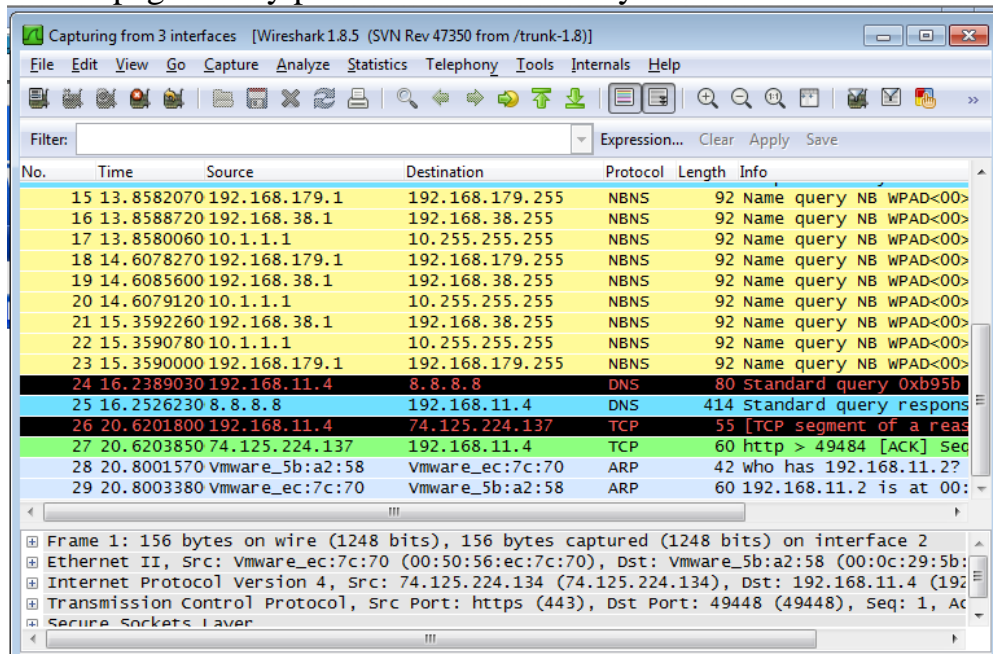 Capturing from 3 interfaces [Wireshark 1.8.5 (SVN Rev 47350 from /trunk-1.8)]
File Edit View Go Capture Analyze Statistics Telephony Tools Internals Help
Filter: Expression... Clear Apply Save
No. Time Source Destination Protocol Length Info
15 13.8582070 192.168.179.1 192.168.179.255 NBNS 92 Name query NB WPAD<00>
16 13.8588720 192.168.38.1 192.168.38.255 NBNS 92 Name query NB WPAD<00>
17 13.8580060 10.1.1.1 10.255.255.255 NBNS 92 Name query NB WPAD<00>
18 14.6078270 192.168.179.1 192.168.179.255 NBNS 92 Name query NB WPAD<00>
19 14.6085600 192.168.38.1 192.168.38.255 NBNS 92 Name query NB WPAD<00>
20 14.6079120 10.1.1.1 10.255.255.255 NBNS 92 Name query NB WPAD<00>
21 15.3592260 192.168.38.1 192.168.38.255 NBNS 92 Name query NB WPAD<00>
22 15.3590780 10.1.1.1 10.255.255.255 NBNS 92 Name query NB WPAD<00>
23 15.3590000 192.168.179.1 192.168.179.255 NBNS 92 Name query NB WPAD<00>
24 16.2389030 192.168.11.4 8.8.8.8 DNS 80 Standard query 0xb95b
25 16.2526230 8.8.8.8 192.168.11.4 DNS 414 Standard query respons
26 20.6201800 192.168.11.4 74.125.224.137 TCP 55 [TCP segment of a reas
27 20.6203850 74.125.224.137 192.168.11.4 TCP 60 http > 49484 [ACK] Seq
28 20.8001570 Vmware_5b:a2:58 Vmware_ec:7c:70 ARP 42 Who has 192.168.11.2?
29 20.8003380 Vmware_ec:7c:70 Vmware_5b:a2:58 ARP 60 192.168.11.2 is at 00:
Frame 1: 156 bytes on wire (1248 bits), 156 bytes captured (1248 bits) on interface 2
Ethernet II, Src: Vmware_ec:7c:70 (00:50:56:ec:7c:70), Dst: Vmware_5b:a2:58 (00:0c:29:5b:
Internet Protocol Version 4, Src: 74.125.224.134 (74.125.224.134), Dst: 192.168.11.4 (192
Transmission Control Protocol, Src Port: https (443), Dst Port: 49448 (49448), Seq: 1, Ac
Secure Sockets Layer